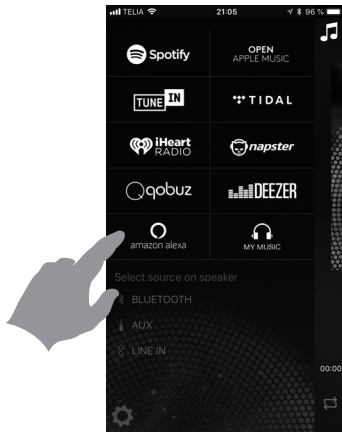 TELIA 21:05 96 %
Spotify OPEN APPLE MUSIC
TUNE IN TIDAL
iHeart RADIO napster
qobuz DEEZER
amazon alexa MY MUSIC
Select source on speaker
BLUETOOTH
AUX
LINE IN
00:00